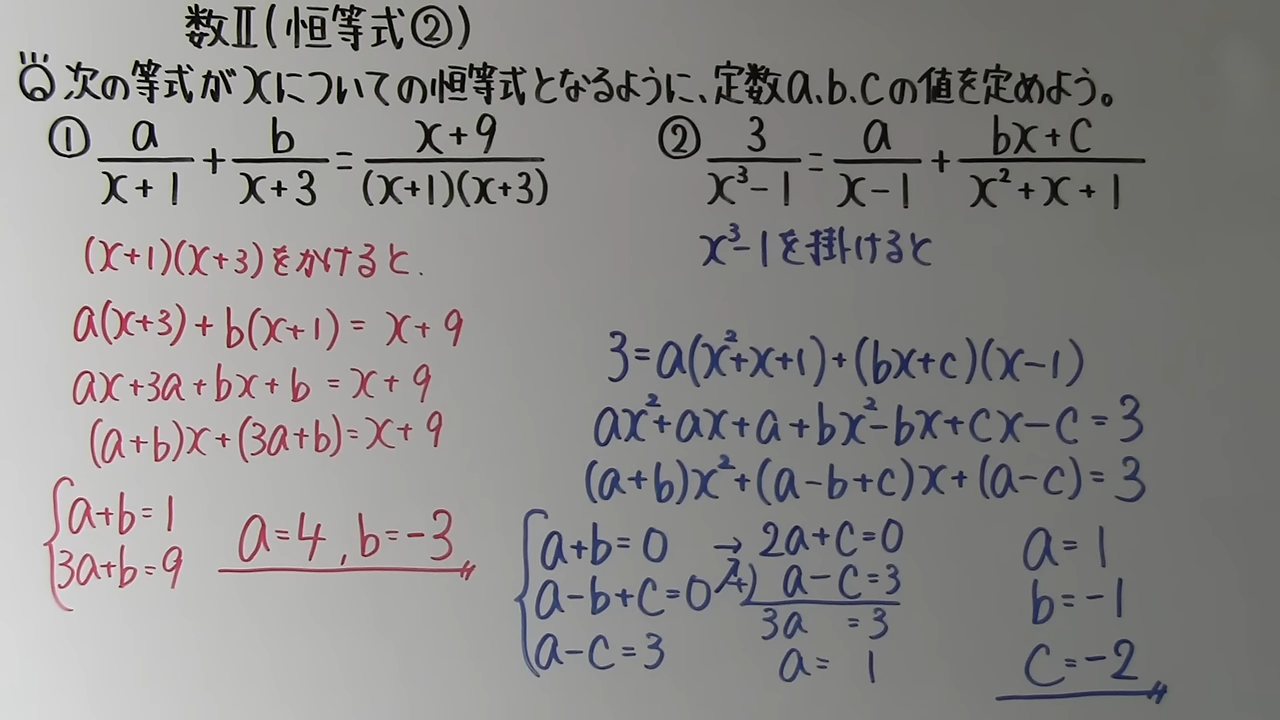 数Ⅱ(恒等式②)
Q 次の等式がxについての恒等式となるように、定数a.b.cの値を定めよう。
① a/(x+1) + b/(x+3) = (x+9)/((x+1)(x+3))
(x+1)(x+3)をかけると.
a(x+3)+b(x+1)=x+9
ax+3a+bx+b=x+9
(a+b)x+(3a+b)=x+9
a+b=1
3a+b=9
a=4, b=-3
② 3/(x³-1) = a/(x-1) + (bx+c)/(x²+x+1)
x³-1を掛けると
3=a(x²+x+1)+(bx+c)(x-1)
ax²+ax+a+bx²-bx+cx-c=3
(a+b)x²+(a-b+c)x+(a-c)=3
a+b=0
a-b+c=0
a-c=3
→2a+c=0
+) a-c=3
3a =3
a= 1
a=1
b=-1
c=-2